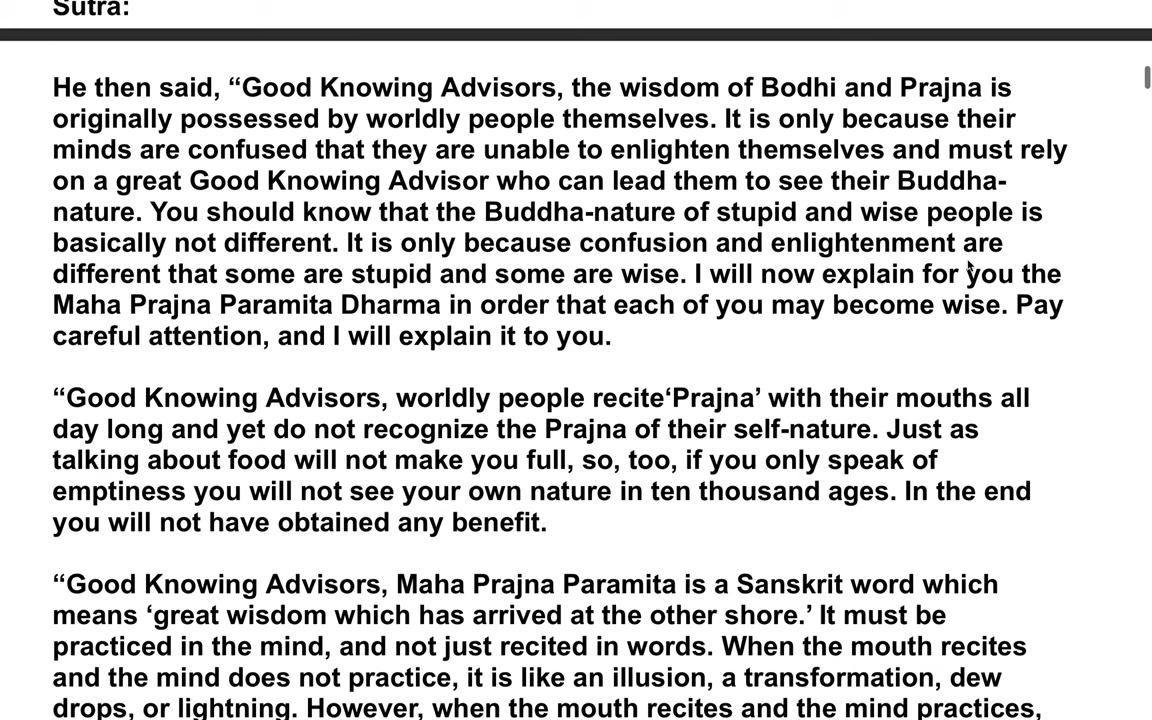 Sutra:
He then said, “Good Knowing Advisors, the wisdom of Bodhi and Prajna is
originally possessed by worldly people themselves. It is only because their
minds are confused that they are unable to enlighten themselves and must rely
on a great Good Knowing Advisor who can lead them to see their Buddha-
nature. You should know that the Buddha-nature of stupid and wise people is
basically not different. It is only because confusion and enlightenment are
different that some are stupid and some are wise. I will now explain for you the
Maha Prajna Paramita Dharma in order that each of you may become wise. Pay
careful attention, and I will explain it to you.
“Good Knowing Advisors, worldly people recite‘Prajna’ with their mouths all
day long and yet do not recognize the Prajna of their self-nature. Just as
talking about food will not make you full, so, too, if you only speak of
emptiness you will not see your own nature in ten thousand ages. In the end
you will not have obtained any benefit.
“Good Knowing Advisors, Maha Prajna Paramita is a Sanskrit word which
means ‘great wisdom which has arrived at the other shore.’ It must be
practiced in the mind, and not just recited in words. When the mouth recites
and the mind does not practice, it is like an illusion, a transformation, dew
drops, or lightning. However, when the mouth recites and the mind practices,